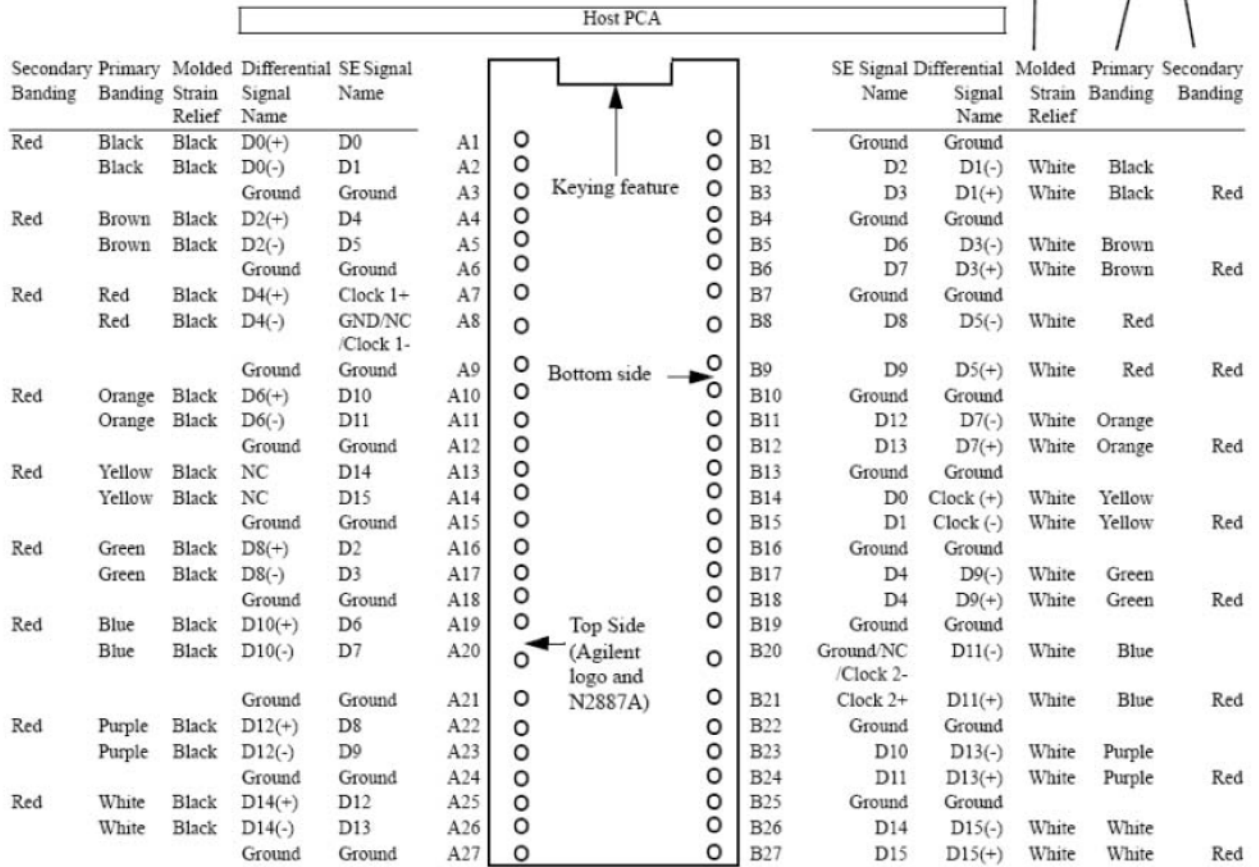 Host PCA
Secondary Primary Molded Differential SE Signal
Banding Banding Strain Signal Name
Relief Name
SE Signal Differential Molded Primary Secondary
Name Signal Strain Banding Banding
Name Relief
Red Black Black D0(+) D0 A1 B1 Ground Ground
Black Black D0(-) D1 A2 B2 D2 D1(-) White Black
Keying feature
Ground Ground A3 B3 D3 D1(+) White Black Red
Red Brown Black D2(+) D4 A4 B4 Ground Ground
Brown Black D2(-) D5 A5 B5 D6 D3(-) White Brown
Ground Ground A6 B6 D7 D3(+) White Brown Red
Red Red Black D4(+) Clock 1+ A7 B7 Ground Ground
Red Black D4(-) GND/NC A8 B8 D8 D5(-) White Red
/Clock 1-
Ground Ground A9 Bottom side B9 D9 D5(+) White Red Red
Red Orange Black D6(+) D10 A10 B10 Ground Ground
Orange Black D6(-) D11 A11 B11 D12 D7(-) White Orange
Ground Ground A12 B12 D13 D7(+) White Orange Red
Red Yellow Black NC D14 A13 B13 Ground Ground
Yellow Black NC D15 A14 B14 D0 Clock (+) White Yellow
Ground Ground A15 B15 D1 Clock (-) White Yellow Red
Red Green Black D8(+) D2 A16 B16 Ground Ground
Green Black D8(-) D3 A17 B17 D4 D9(-) White Green
Ground Ground A18 B18 D4 D9(+) White Green Red
Red Blue Black D10(+) D6 A19 Top Side B19 Ground Ground
Blue Black D10(-) D7 A20 (Agilent B20 Ground/NC D11(-) White Blue
logo and /Clock 2-
Ground Ground A21 N2887A) B21 Clock 2+ D11(+) White Blue Red
Red Purple Black D12(+) D8 A22 B22 Ground Ground
Purple Black D12(-) D9 A23 B23 D10 D13(-) White Purple
Ground Ground A24 B24 D11 D13(+) White Purple Red
Red White Black D14(+) D12 A25 B25 Ground Ground
White Black D14(-) D13 A26 B26 D14 D15(-) White White
Ground Ground A27 B27 D15 D15(+) White White Red